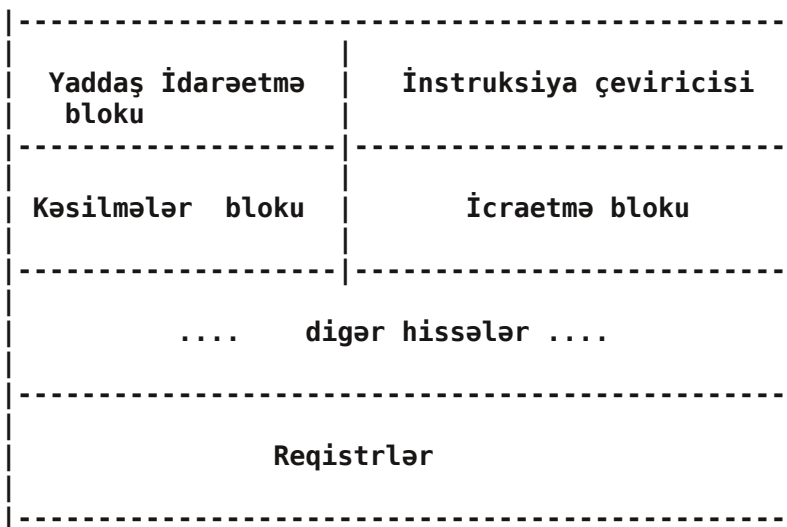 Yaddaş İdarəetmə İnstruksiya çeviricisi
bloku
Kəsilmələr bloku İcraetmə bloku
.... digər hissələr ....
Reqistrlər